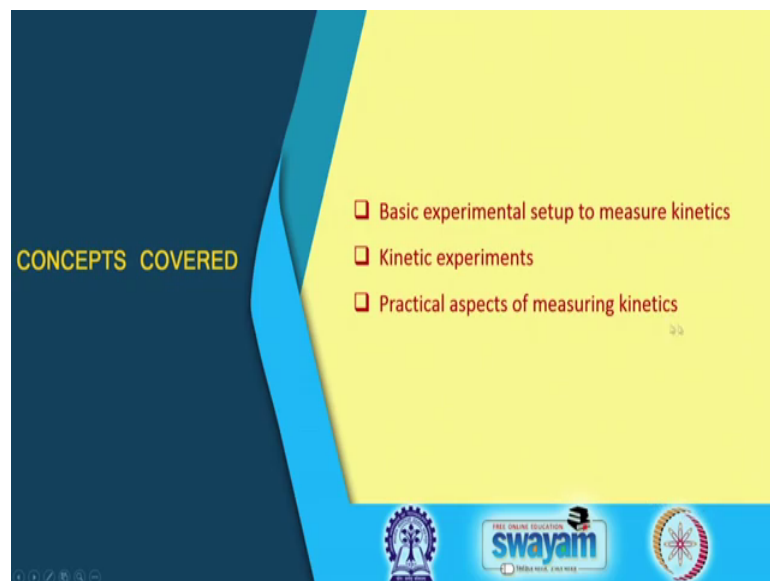 CONCEPTS COVERED
Basic experimental setup to measure kinetics
Kinetic experiments
Practical aspects of measuring kinetics
FREE ONLINE EDUCATION
swayam